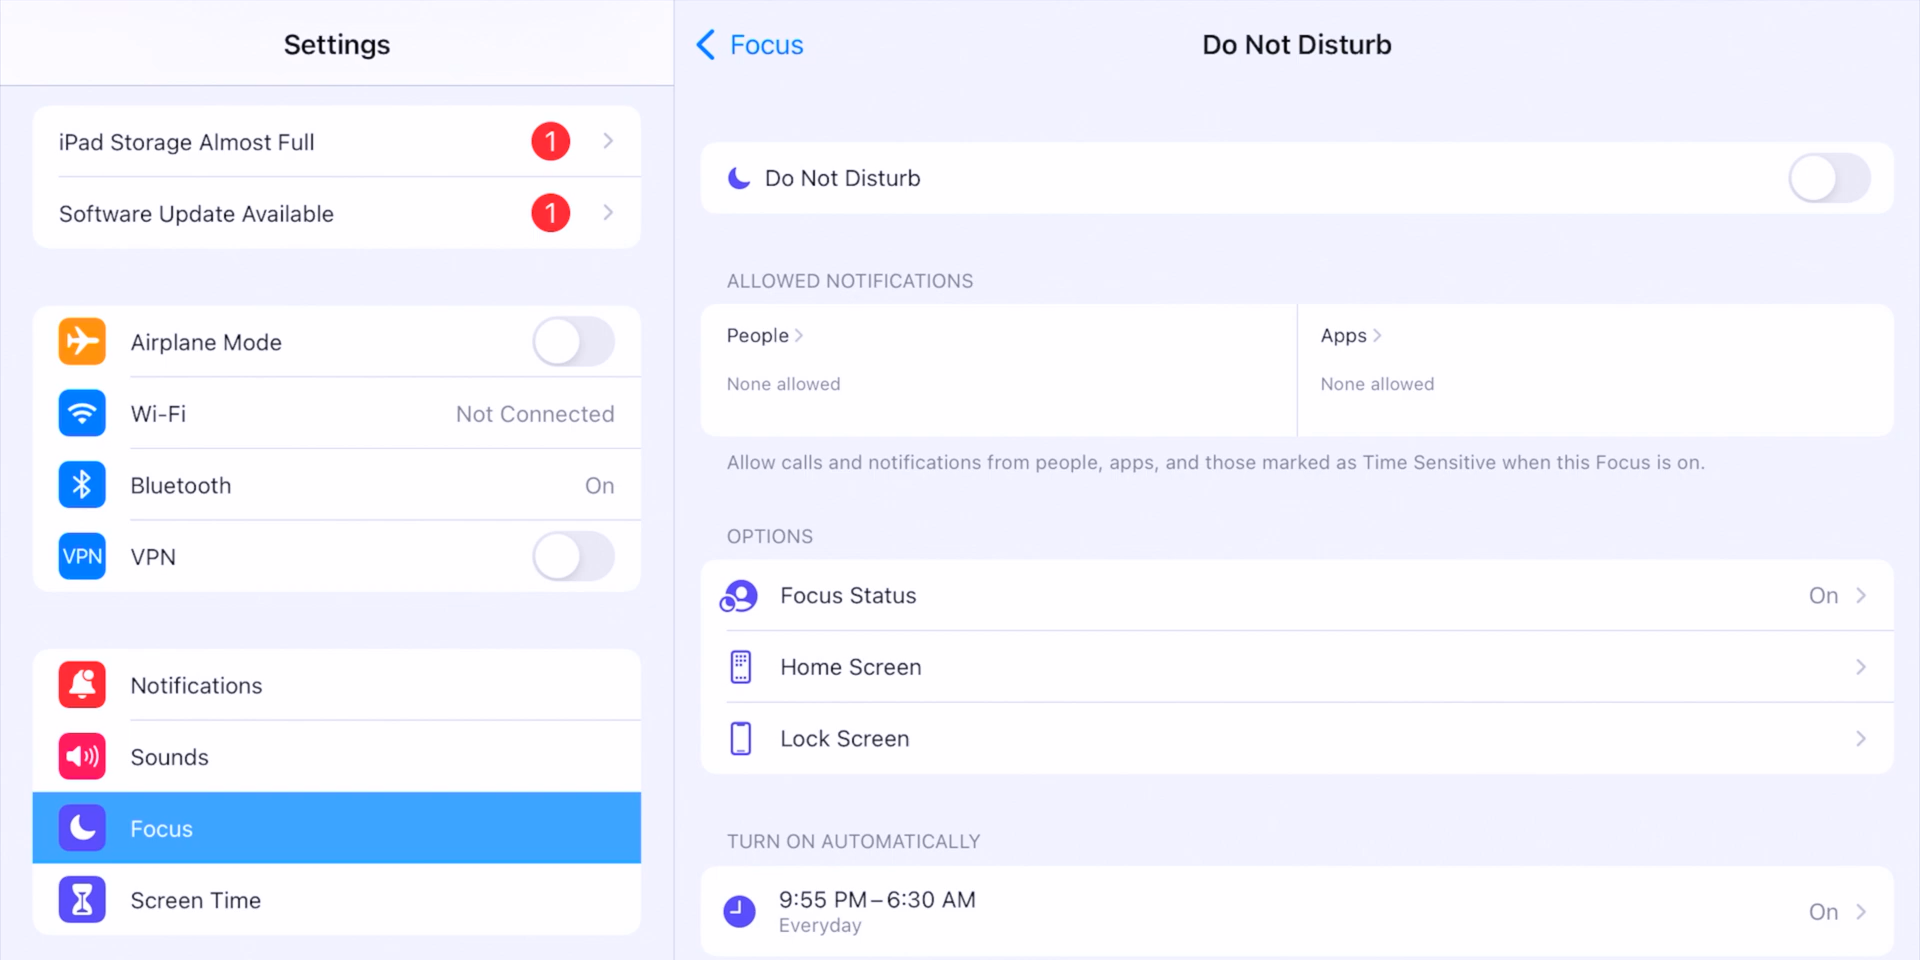 Settings
iPad Storage Almost Full 1
Software Update Available 1
Airplane Mode
Wi-Fi Not Connected
Bluetooth On
VPN VPN
Notifications
Sounds
Focus
Screen Time
Focus
Do Not Disturb
Do Not Disturb
ALLOWED NOTIFICATIONS
People
None allowed
Apps
None allowed
Allow calls and notifications from people, apps, and those marked as Time Sensitive when this Focus is on.
OPTIONS
Focus Status On
Home Screen
Lock Screen
TURN ON AUTOMATICALLY
9:55 PM – 6:30 AM On
Everyday